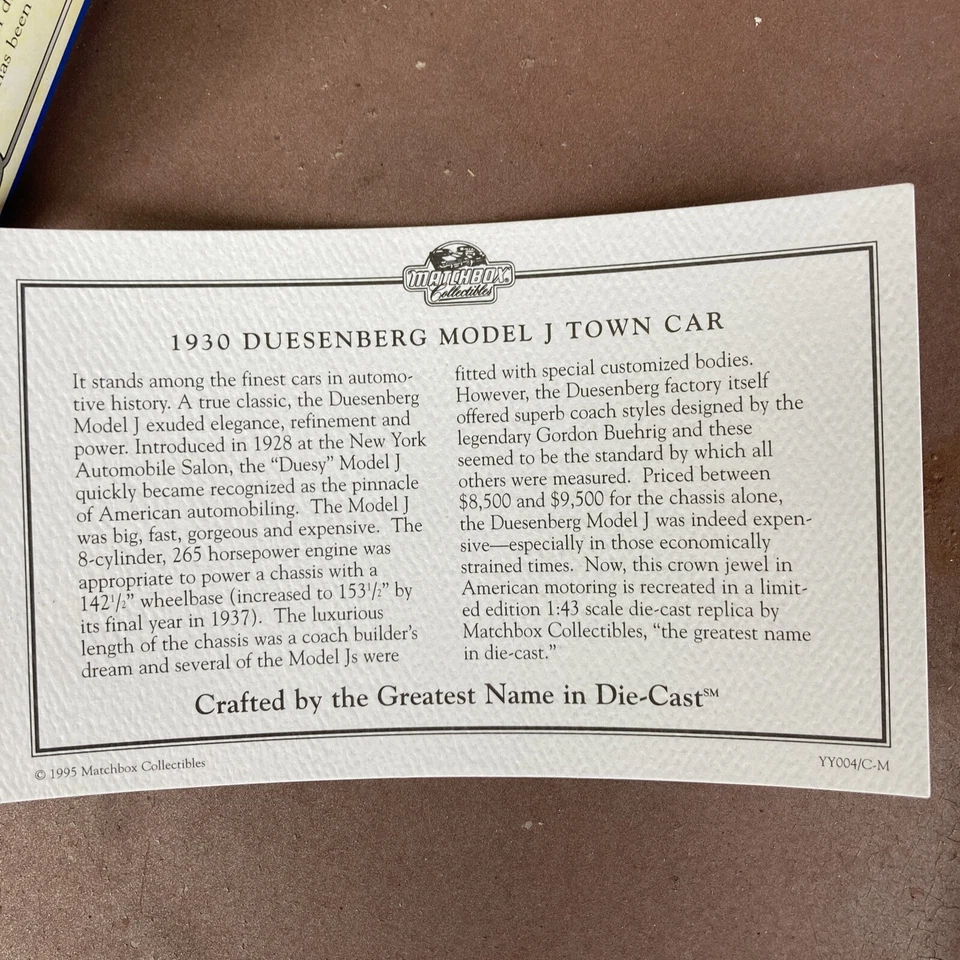 d
as been
MATCHBOX
Collectibles
1930 DUESENBERG MODEL J TOWN CAR
It stands among the finest cars in automo-
tive history. A true classic, the Duesenberg
Model J exuded elegance, refinement and
power. Introduced in 1928 at the New York
Automobile Salon, the “Duesy” Model J
quickly became recognized as the pinnacle
of American automobiling. The Model J
was big, fast, gorgeous and expensive. The
8-cylinder, 265 horsepower engine was
appropriate to power a chassis with a
142½” wheelbase (increased to 153½” by
its final year in 1937). The luxurious
length of the chassis was a coach builder’s
dream and several of the Model Js were
fitted with special customized bodies.
However, the Duesenberg factory itself
offered superb coach styles designed by the
legendary Gordon Buehrig and these
seemed to be the standard by which all
others were measured. Priced between
$8,500 and $9,500 for the chassis alone,
the Duesenberg Model J was indeed expen-
sive—especially in those economically
strained times. Now, this crown jewel in
American motoring is recreated in a limit-
ed edition 1:43 scale die-cast replica by
Matchbox Collectibles, “the greatest name
in die-cast.”
Crafted by the Greatest Name in Die-Cast℠
© 1995 Matchbox Collectibles
YY004/C-M